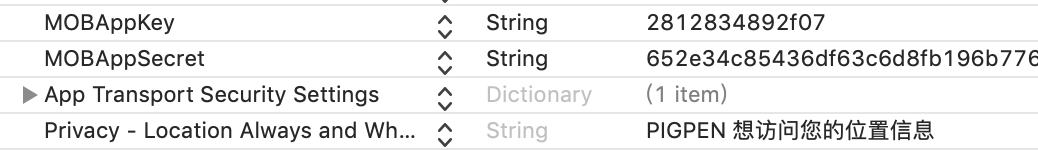 MOBAppKey String 2812834892f07
MOBAppSecret String 652e34c85436df63c6d8fb196b776
App Transport Security Settings Dictionary (1 item)
Privacy - Location Always and Wh... String PIGPEN 想访问您的位置信息